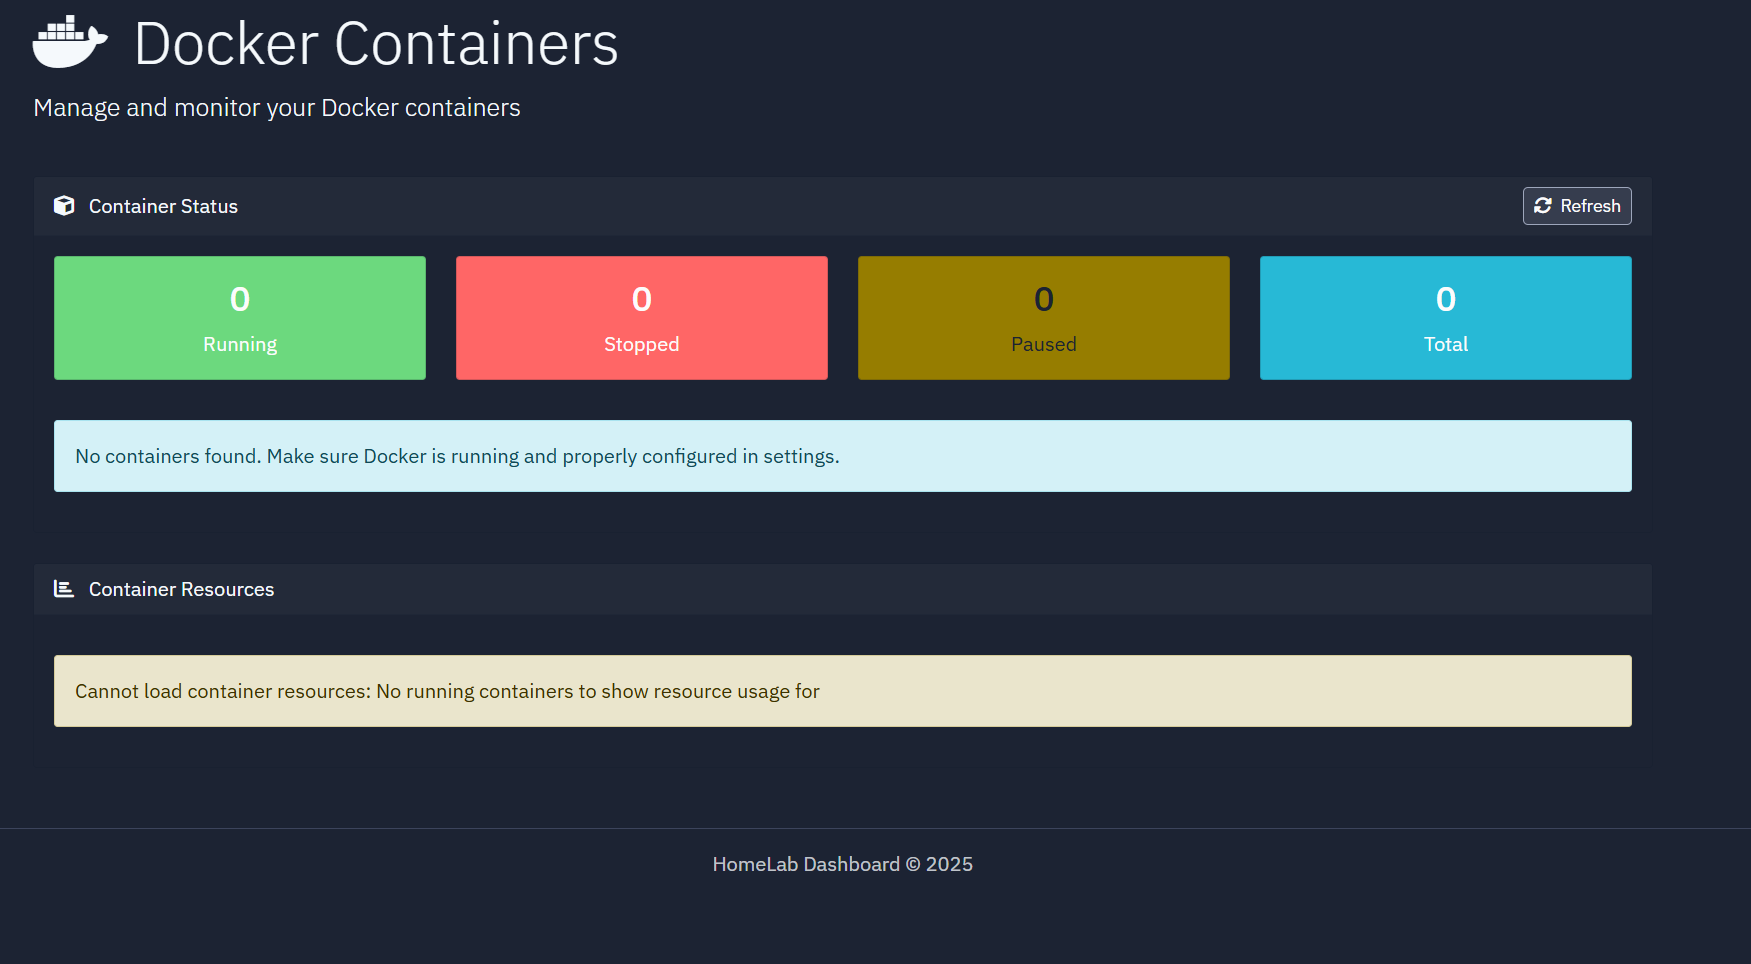 Docker Containers
Manage and monitor your Docker containers
Container Status
Refresh
0
Running
0
Stopped
0
Paused
0
Total
No containers found. Make sure Docker is running and properly configured in settings.
Container Resources
Cannot load container resources: No running containers to show resource usage for
HomeLab Dashboard © 2025